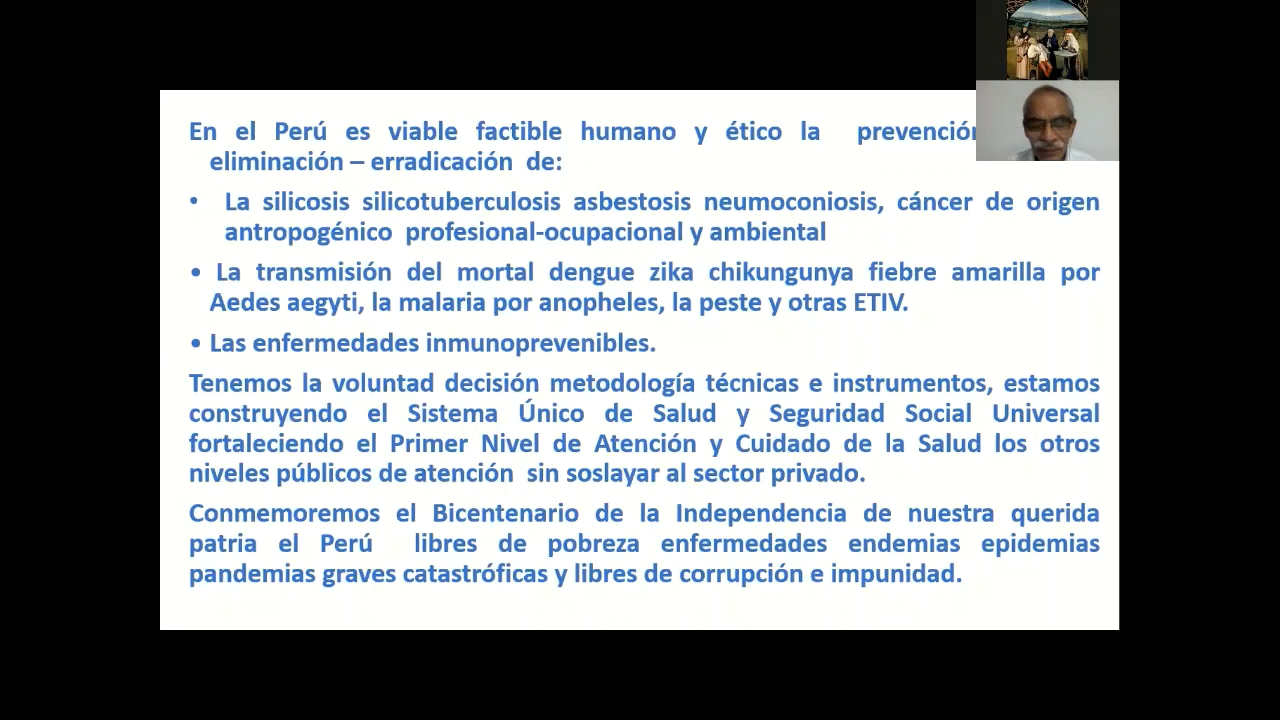 En el Perú es viable factible humano y ético la prevención
eliminación – erradicación de:
• La silicosis silicotuberculosis asbestosis neumoconiosis, cáncer de origen
antropogénico profesional-ocupacional y ambiental
• La transmisión del mortal dengue zika chikungunya fiebre amarilla por
Aedes aegyti, la malaria por anopheles, la peste y otras ETIV.
• Las enfermedades inmunoprevenibles.
Tenemos la voluntad decisión metodología técnicas e instrumentos, estamos
construyendo el Sistema Único de Salud y Seguridad Social Universal
fortaleciendo el Primer Nivel de Atención y Cuidado de la Salud los otros
niveles públicos de atención sin soslayar al sector privado.
Conmemoremos el Bicentenario de la Independencia de nuestra querida
patria el Perú libres de pobreza enfermedades endemias epidemias
pandemias graves catastróficas y libres de corrupción e impunidad.